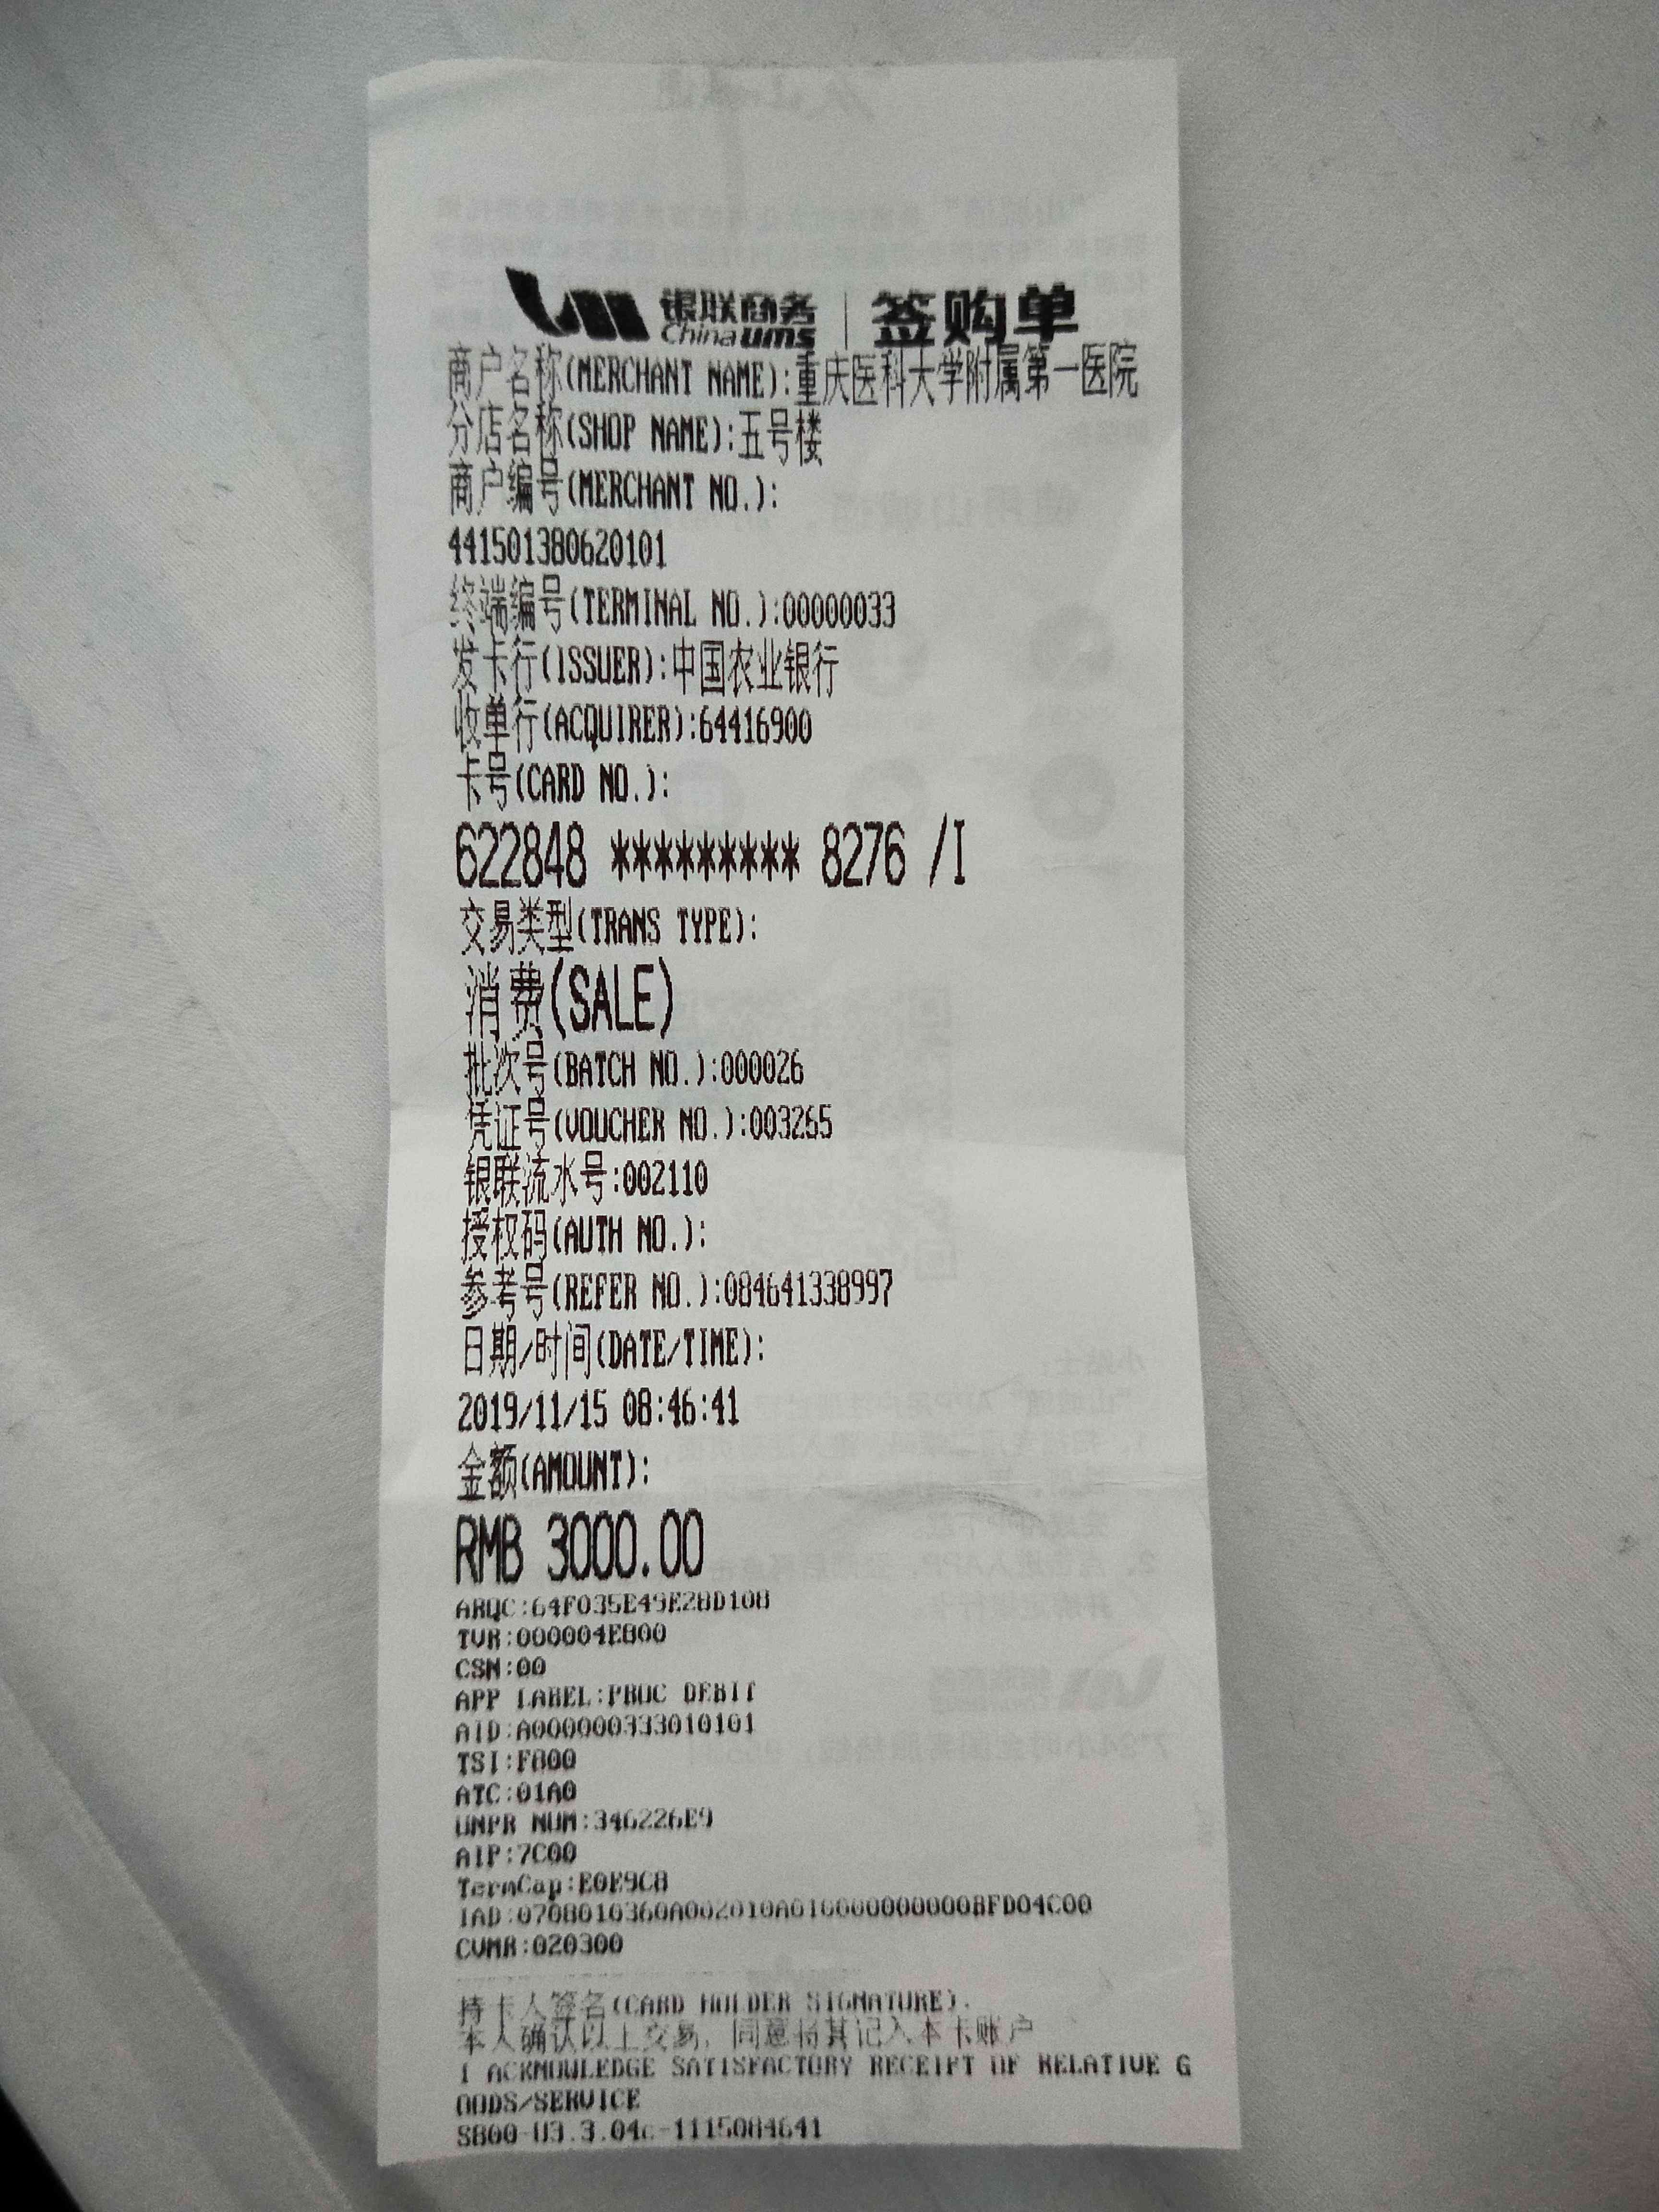 银联商务 China ums | 签购单
商户名称(MERCHANT NAME):重庆医科大学附属第一医院
分店名称(SHOP NAME):五号楼
商户编号(MERCHANT NO.):
441501380620101
终端编号(TERMINAL NO.):00000033
发卡行(ISSUER):中国农业银行
收单行(ACQUIRER):64416900
卡号(CARD NO.):
622848 ********* 8276 /I
交易类型(TRANS TYPE):
消费(SALE)
批次号(BATCH NO.):000026
凭证号(VOUCHER NO.):003265
银联流水号:002110
授权码(AUTH NO.):
参考号(REFER NO.):084641338997
日期/时间(DATE/TIME):
2019/11/15 08:46:41
金额(AMOUNT):
RMB 3000.00
ARQC:64F035E49E28D108
TVR:000004E800
CSN:00
APP LABEL:PBOC DEBIT
AID:A000000333010101
TSI:F800
ATC:01A0
UNPR NUM:346226E9
AIP:7C00
TermCap:E0E9C8
IAD:0708010360A002010A010000000000BFD04C00
CVMR:020300
持卡人签名(CARD HOLDER SIGNATURE).
本人确认以上交易, 同意将其记入本卡账户
I ACKNOWLEDGE SATISFACTORY RECEIPT OF RELATIVE G
OODS/SERVICE
S800-V3.3.04c-1115084641